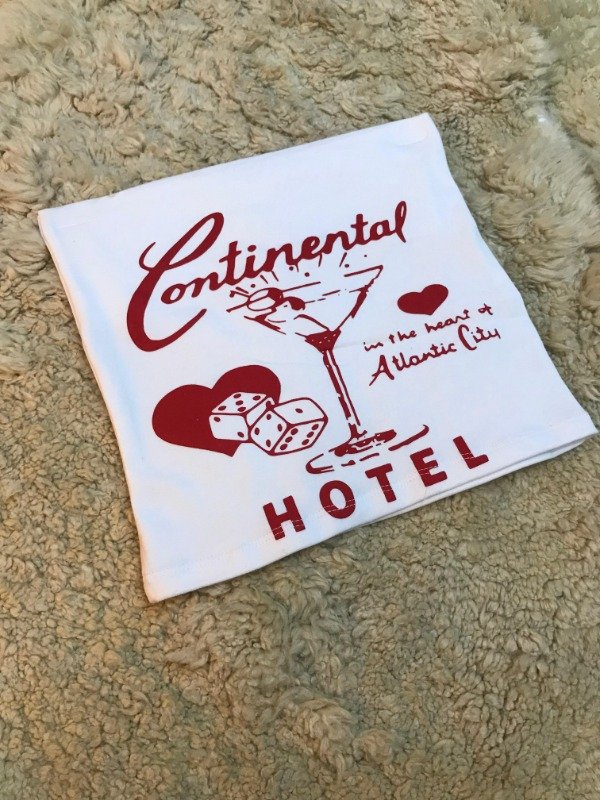 Continental
in the heart of
Atlantic City
HOTEL